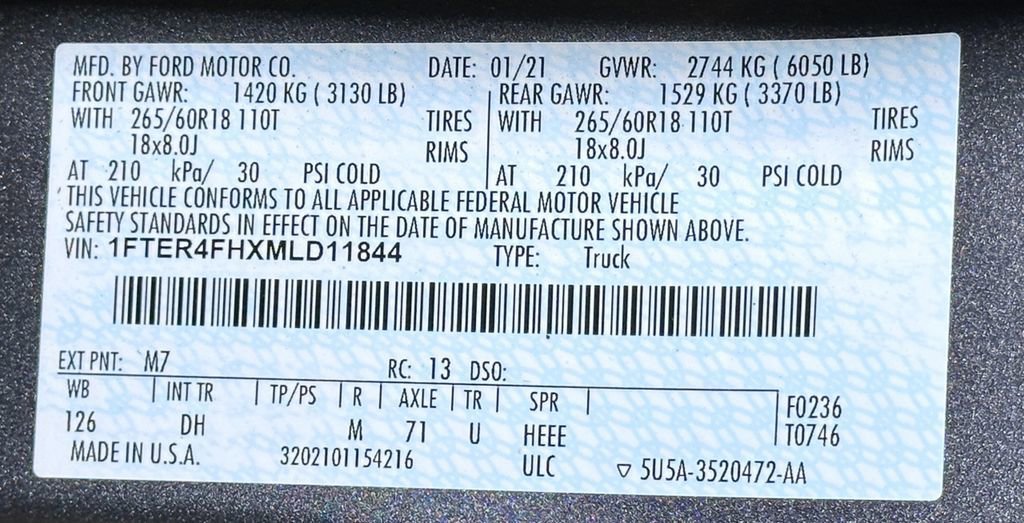 MFD. BY FORD MOTOR CO. DATE: 01/21 GVWR: 2744 KG ( 6050 LB)
FRONT GAWR: 1420 KG ( 3130 LB) REAR GAWR: 1529 KG ( 3370 LB)
WITH 265/60R18 110T TIRES WITH 265/60R18 110T TIRES
18x8.0J RIMS 18x8.0J RIMS
AT 210 kPa/ 30 PSI COLD AT 210 kPa/ 30 PSI COLD
THIS VEHICLE CONFORMS TO ALL APPLICABLE FEDERAL MOTOR VEHICLE
SAFETY STANDARDS IN EFFECT ON THE DATE OF MANUFACTURE SHOWN ABOVE.
VIN: 1FTER4FHXMLD11844 TYPE: Truck
EXT PNT: M7 RC: 13 DSO:
WB INT TR TP/PS R AXLE TR SPR F0236
126 DH M 71 U HEEE T0746
MADE IN U.S.A. 3202101154216 ULC ▽ 5U5A-3520472-AA